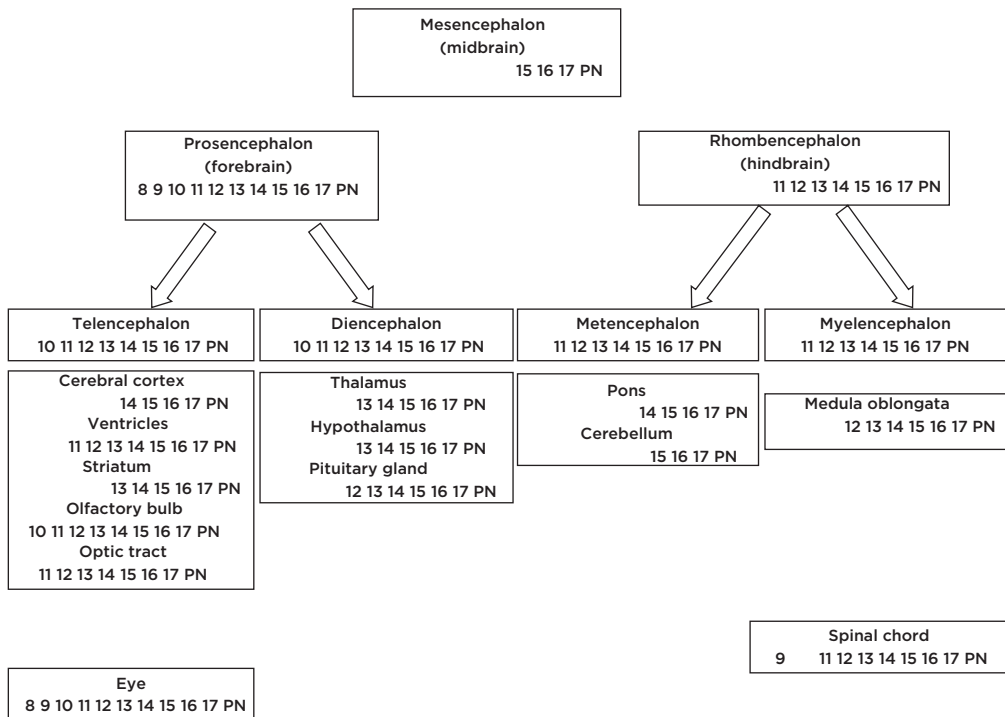 Mesencephalon
(midbrain)
15 16 17 PN
Prosencephalon
(forebrain)
8 9 10 11 12 13 14 15 16 17 PN
Rhombencephalon
(hindbrain)
11 12 13 14 15 16 17 PN
Telencephalon
10 11 12 13 14 15 16 17 PN
Diencephalon
10 11 12 13 14 15 16 17 PN
Metencephalon
11 12 13 14 15 16 17 PN
Myelencephalon
11 12 13 14 15 16 17 PN
Cerebral cortex
14 15 16 17 PN
Ventricles
11 12 13 14 15 16 17 PN
Striatum
13 14 15 16 17 PN
Olfactory bulb
10 11 12 13 14 15 16 17 PN
Optic tract
11 12 13 14 15 16 17 PN
Thalamus
13 14 15 16 17 PN
Hypothalamus
13 14 15 16 17 PN
Pituitary gland
12 13 14 15 16 17 PN
Pons
14 15 16 17 PN
Cerebellum
15 16 17 PN
Medula oblongata
12 13 14 15 16 17 PN
Spinal chord
9 11 12 13 14 15 16 17 PN
Eye
8 9 10 11 12 13 14 15 16 17 PN